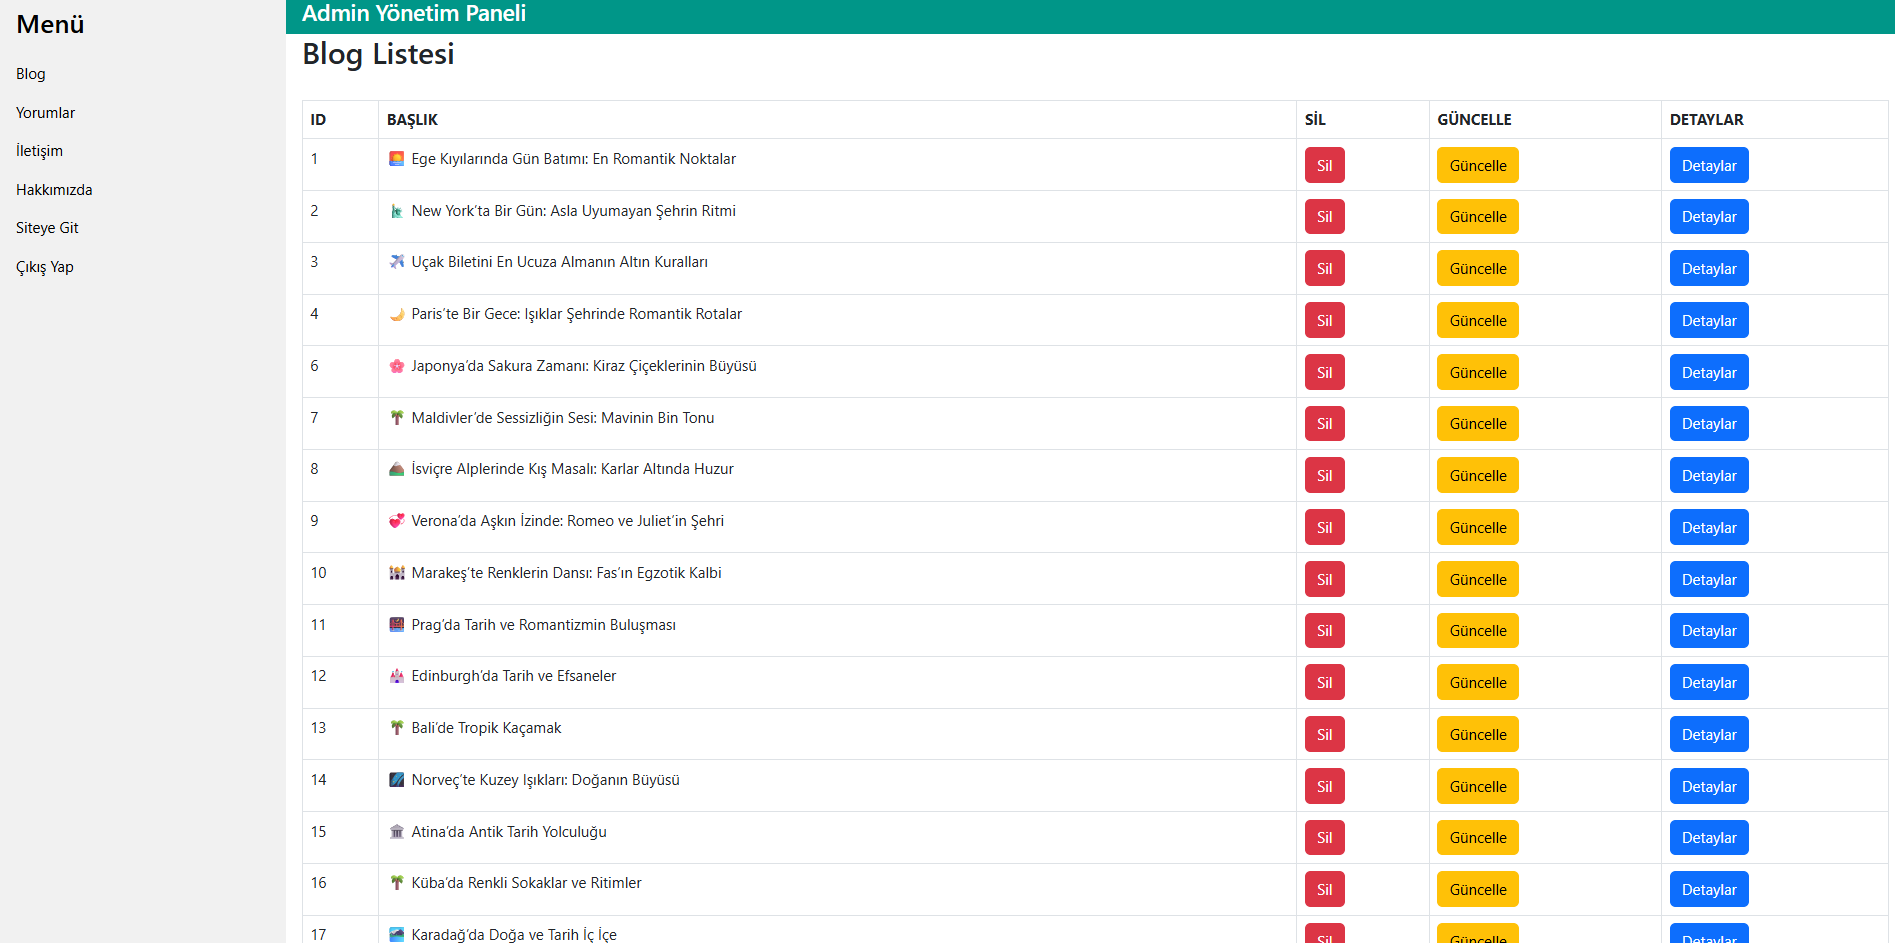 Menü
Blog
Yorumlar
İletişim
Hakkımızda
Siteye Git
Çıkış Yap
Admin Yönetim Paneli
Blog Listesi
ID BAŞLIK SİL GÜNCELLE DETAYLAR
1 🌅 Ege Kıyılarında Gün Batımı: En Romantik Noktalar Sil Güncelle Detaylar
2 🗽 New York’ta Bir Gün: Asla Uyumayan Şehrin Ritmi Sil Güncelle Detaylar
3 ✈️ Uçak Biletini En Ucuza Almanın Altın Kuralları Sil Güncelle Detaylar
4 🌙 Paris’te Bir Gece: Işıklar Şehrinde Romantik Rotalar Sil Güncelle Detaylar
6 🌸 Japonya’da Sakura Zamanı: Kiraz Çiçeklerinin Büyüsü Sil Güncelle Detaylar
7 🌴 Maldivler’de Sessizliğin Sesi: Mavinin Bin Tonu Sil Güncelle Detaylar
8 ⛰️ İsviçre Alplerinde Kış Masalı: Karlar Altında Huzur Sil Güncelle Detaylar
9 💞 Verona’da Aşkın İzinde: Romeo ve Juliet’in Şehri Sil Güncelle Detaylar
10 🕌 Marakeş’te Renklerin Dansı: Fas’ın Egzotik Kalbi Sil Güncelle Detaylar
11 🌉 Prag’da Tarih ve Romantizmin Buluşması Sil Güncelle Detaylar
12 🏰 Edinburgh’da Tarih ve Efsaneler Sil Güncelle Detaylar
13 🌴 Bali’de Tropik Kaçamak Sil Güncelle Detaylar
14 🌌 Norveç’te Kuzey Işıkları: Doğanın Büyüsü Sil Güncelle Detaylar
15 🏛️ Atina’da Antik Tarih Yolculuğu Sil Güncelle Detaylar
16 🌴 Küba’da Renkli Sokaklar ve Ritimler Sil Güncelle Detaylar
17 🏞️ Karadağ’da Doğa ve Tarih İç İçe Sil Güncelle Detaylar